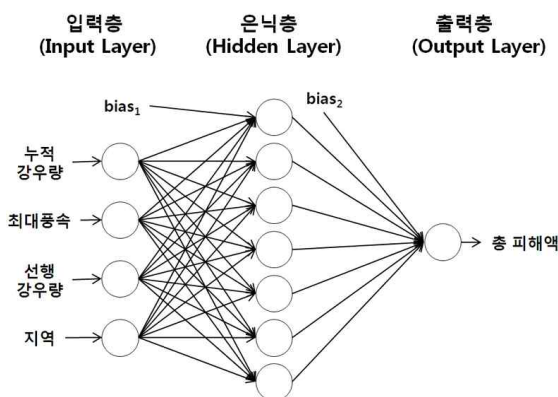 입력층
(Input Layer)
은닉층
(Hidden Layer)
출력층
(Output Layer)
bias₁
bias₂
누적
강우량
최대풍속
선행
강우량
지역
총 피해액